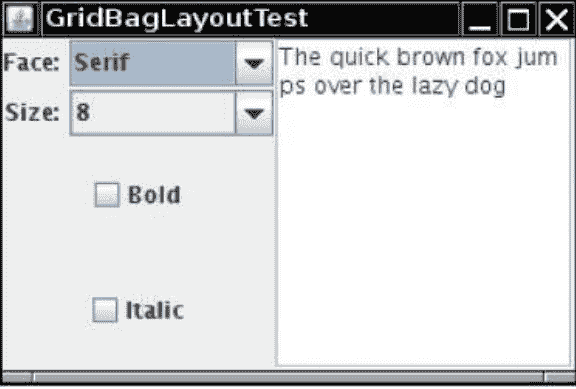 GridBagLayoutTest
Face: Serif
Size: 8
Bold
Italic
The quick brown fox jum
ps over the lazy dog